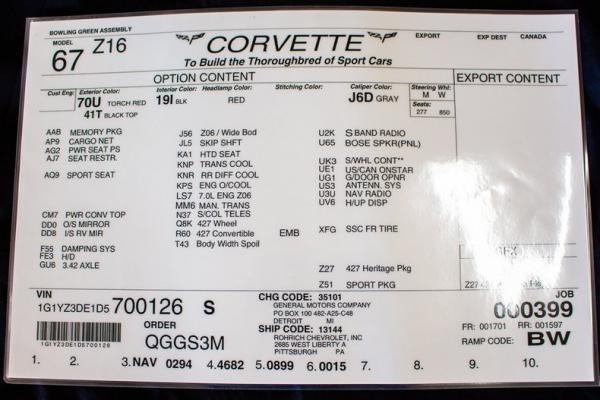 BOWLING GREEN ASSEMBLY
MODEL
67 Z16
CORVETTE
EXPORT EXP DEST CANADA
To Build the Thoroughbred of Sport Cars
OPTION CONTENT EXPORT CONTENT
Cust Eng: Exterior Color: Interior Color: Headlamp Color: Stitching Color: Caliper Color: Steering Whl:
70U TORCH RED 19I BLK RED J6D GRAY M W
41T BLACK TOP Seats:
277 850
AAB MEMORY PKG J56 Z06 / Wide Bod U2K S BAND RADIO
AP9 CARGO NET JL5 SKIP SHFT U65 BOSE SPKR(PNL)
AG2 PWR SEAT PS KA1 HTD SEAT
AJ7 SEAT RESTR. KNP TRANS COOL UK3 S/WHL CONT**
AQ9 SPORT SEAT KNR RR DIFF COOL UE1 US/CAN ONSTAR
KPS ENG O/COOL UG1 G/DOOR OPNR
LS7 7.0L ENG Z06 US3 ANTENN. SYS
MM6 MAN. TRANS U3U NAV RADIO
CM7 PWR CONV TOP N37 S/COL TELES UV6 H/UP DISP
DD0 O/S MIRROR Q8K 427 Wheel
DD8 I/S RV MIR R60 427 Convertible EMB XFG SSC FR TIRE
F55 DAMPING SYS T43 Body Width Spoil
FE3 H/D
GU6 3.42 AXLE Z27 427 Heritage Pkg
Z51 SPORT PKG
VIN
1G1YZ3DE1D5700126 S
1G1YZ3DE1D5700126
ORDER
QGGS3M
CHG CODE: 35101
GENERAL MOTORS COMPANY
PO BOX 100 482-A25-C48
DETROIT MI
SHIP CODE: 13144
ROHRICH CHEVROLET, INC
2685 WEST LIBERTY A
PITTSBURGH PA
JOB
000399
FR: 001701 RR: 001597
RAMP CODE: BW
1. 2. 3.NAV 0294 4.4682 5.0899 6.0015 7. 8. 9. 10.